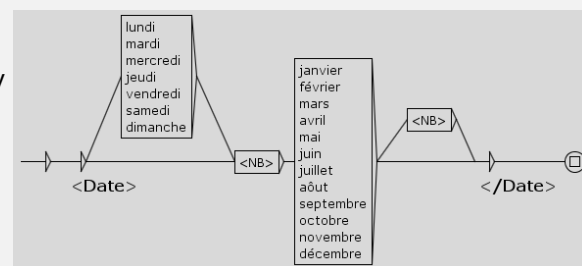 lundi
mardi
mercredi
jeudi
vendredi
samedi
dimanche
<Date>
<NB>
janvier
février
mars
avril
mai
juin
juillet
aôut
septembre
octobre
novembre
décembre
<NB>
</Date>